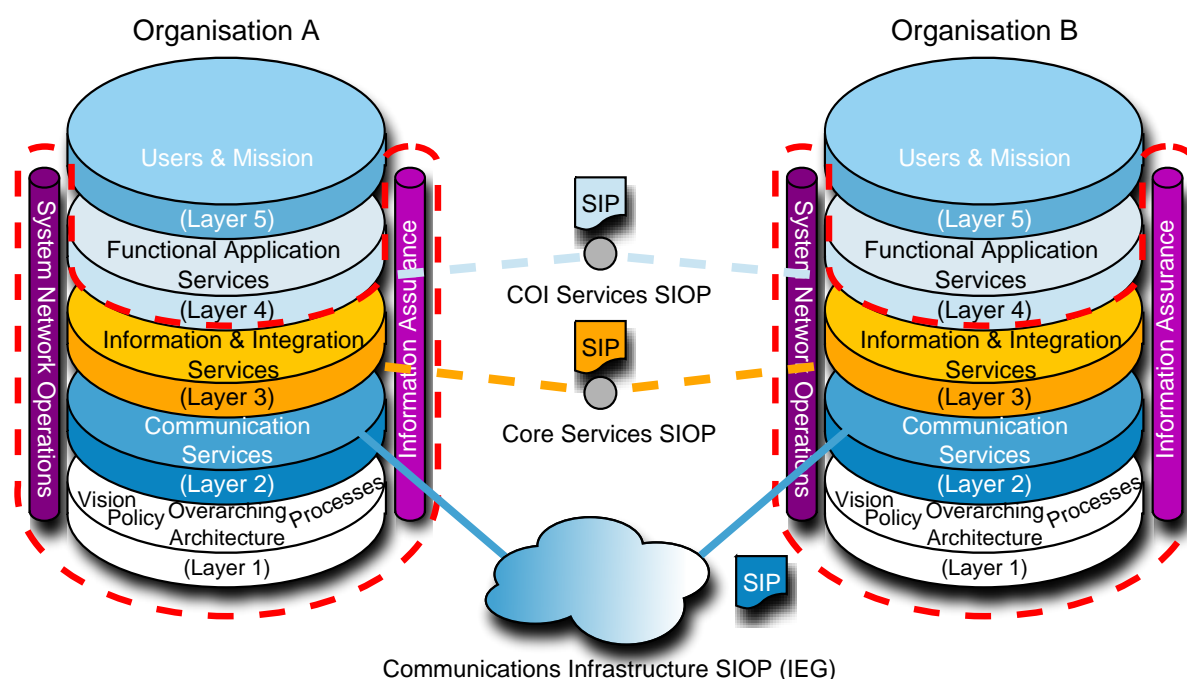 Organisation A
Users & Mission
(Layer 5)
Functional Application
Services
(Layer 4)
Information & Integration
Services
(Layer 3)
Communication
Services
(Layer 2)
Vision
Policy
Overarching
Architecture
Processes
(Layer 1)
System Network Operations
Information Assurance
SIP
COI Services SIOP
SIP
Core Services SIOP
SIP
Communications Infrastructure SIOP (IEG)
Organisation B
Users & Mission
(Layer 5)
Functional Application
Services
(Layer 4)
Information & Integration
Services
(Layer 3)
Communication
Services
(Layer 2)
Vision
Policy
Overarching
Architecture
Processes
(Layer 1)
System Network Operations
Information Assurance